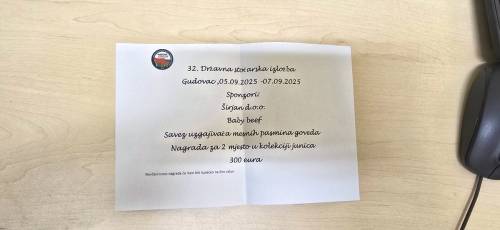 32. Državna stočarska izložba
Gudovac ,05.09.2025 -07.09.2025
Sponzori:
Širjan d.o.o.
Baby beef
Savez uzgajivača mesnih pasmina goveda
Nagrada za 2 mjesto u kolekciji junica
300 eura